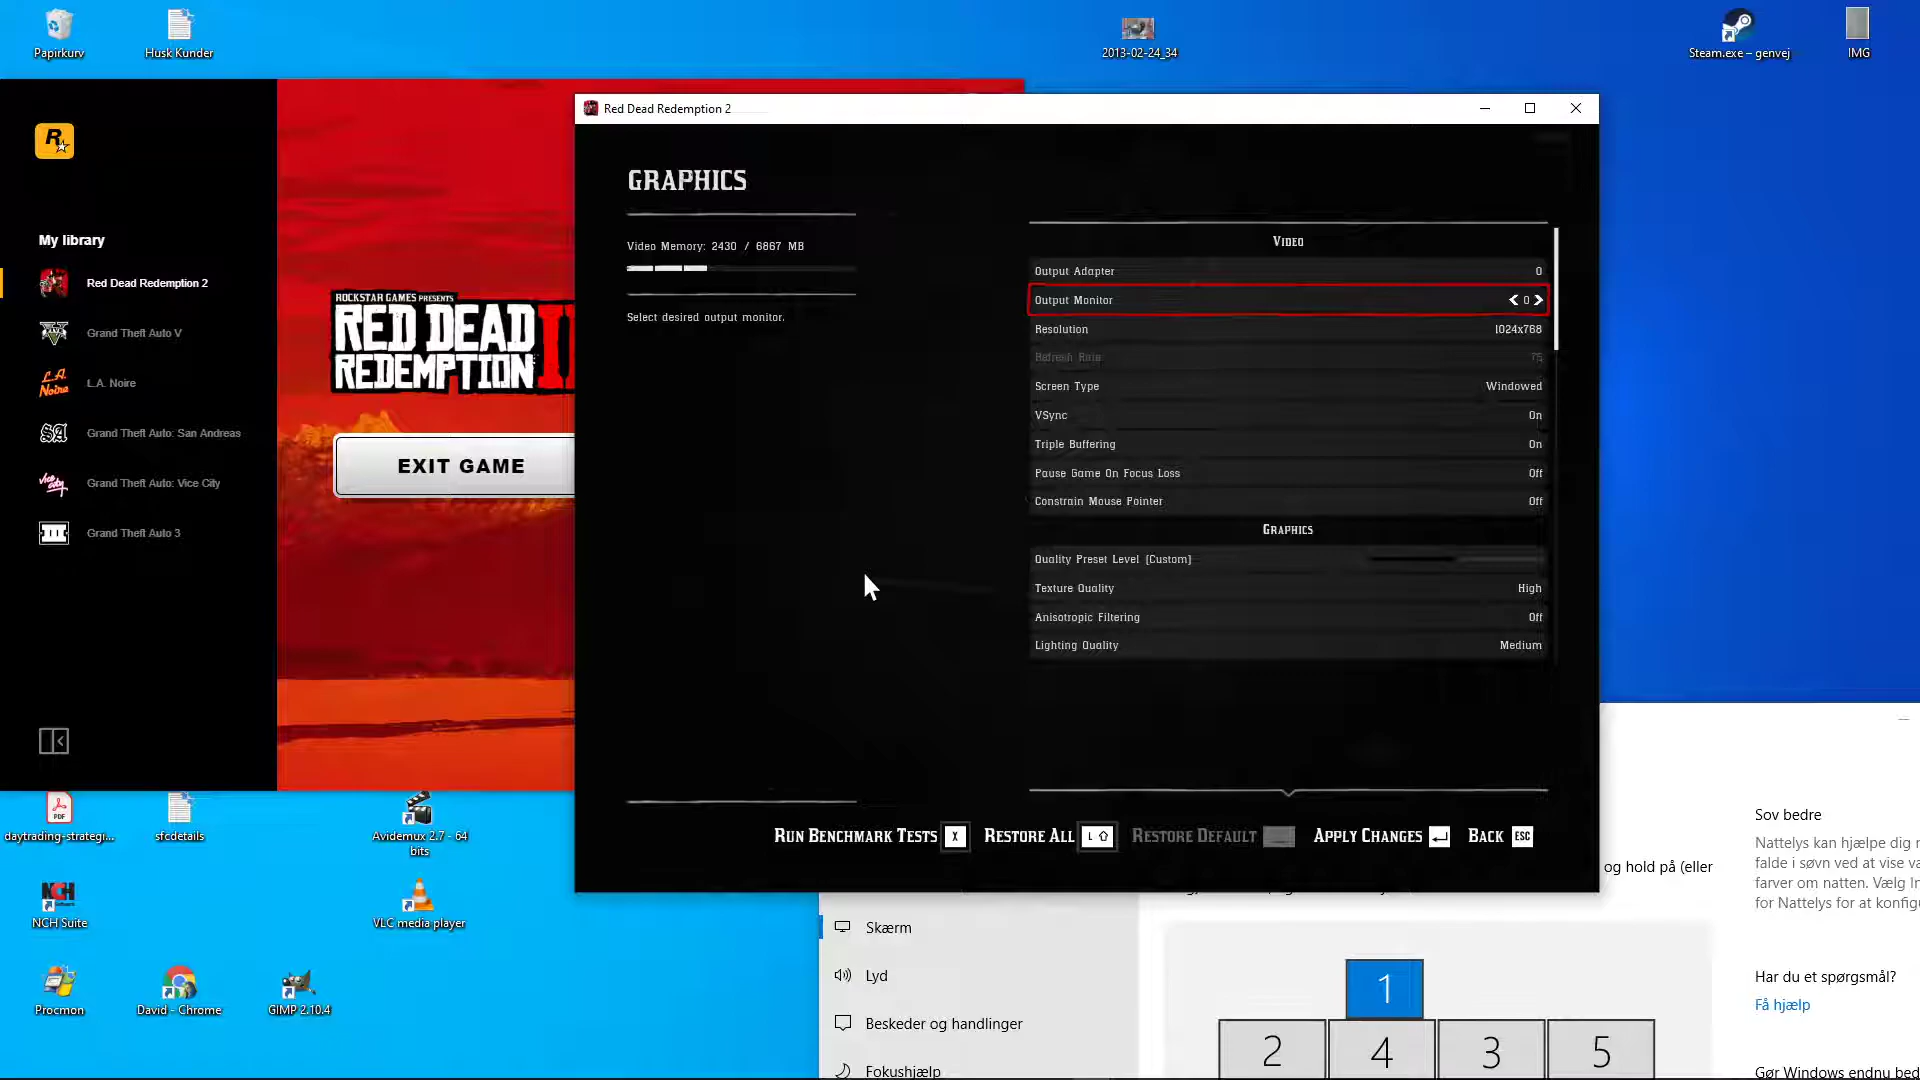 Papirkurv
Husk Kunder
2013-02-24_34
Steam.exe – genvej
IMG
R
My library
Red Dead Redemption 2
Grand Theft Auto V
L.A. Noire
Grand Theft Auto: San Andreas
Grand Theft Auto: Vice City
Grand Theft Auto 3
ROCKSTAR GAMES PRESENTS
RED DEAD
REDEMPTION II
EXIT GAME
Red Dead Redemption 2
GRAPHICS
Video Memory: 2430 / 6867 MB
Select desired output monitor.
VIDEO
Output Adapter 0
Output Monitor 0
Resolution 1024x768
Refresh Rate 75
Screen Type Windowed
VSync On
Triple Buffering On
Pause Game On Focus Loss Off
Constrain Mouse Pointer Off
GRAPHICS
Quality Preset Level (Custom)
Texture Quality High
Anisotropic Filtering Off
Lighting Quality Medium
RUN BENCHMARK TESTS X RESTORE ALL L RESTORE DEFAULT APPLY CHANGES BACK ESC
daytrading-strategi...
sfcdetails
Avidemux 2.7 - 64
bits
NCH Suite
VLC media player
Procmon
David - Chrome
GIMP 2.10.4
Skærm
Lyd
Beskeder og handlinger
Fokushjælp
og hold på (eller
1
2 4 3 5
Sov bedre
Nattelys kan hjælpe dig
falde i søvn ved at vise
farver om natten. Vælg
for Nattelys for at
Har du et spørgsmål?
Få hjælp
Gør Windows endnu